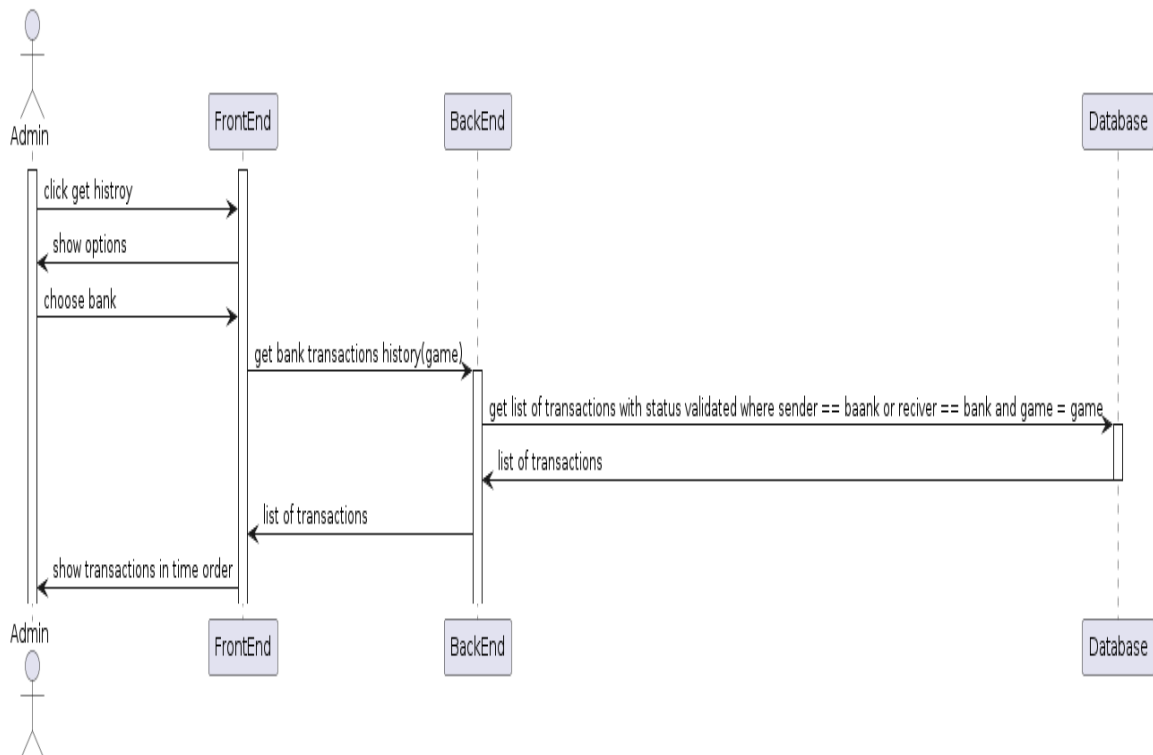 Admin
FrontEnd
BackEnd
Database
click get histroy
show options
choose bank
get bank transactions history(game)
get list of transactions with status validated where sender == baank or reciver == bank and game = game
list of transactions
list of transactions
show transactions in time order
Admin
FrontEnd
BackEnd
Database